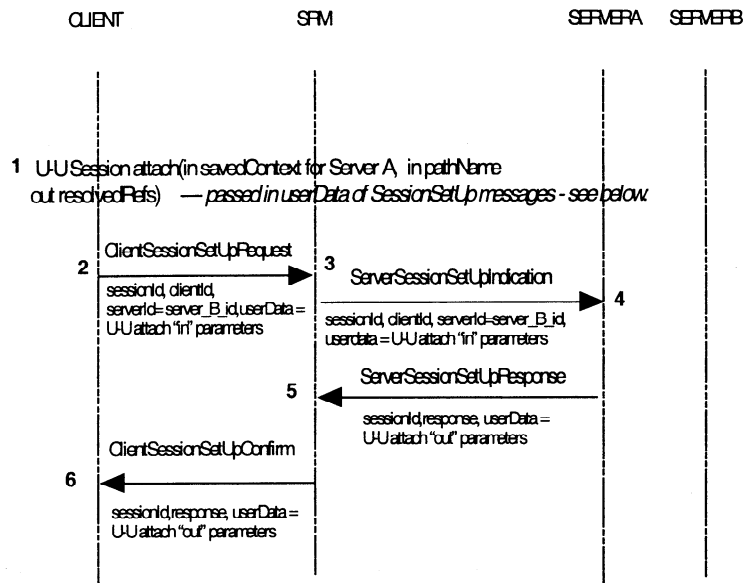 CLIENT SRM SERVERA SERVERB
1 U-U Session attach(in savedContext for Server A, in pathName
out resolvedRefs) — passed in userData of SessionSetUp messages - see below.
ClientSessionSetUpRequest
2
3
sessionId, clientId,
serverId= server_B_id,userData =
U-U attach "in" parameters
ServerSessionSetUpIndication
4
sessionId, clientId, serverId=server_B_id,
userdata = U-U attach "in" parameters
ServerSessionSetUpResponse
5
sessionId,response, userData =
U-U attach "out" parameters
ClientSessionSetUpConfirm
6
sessionId,response, userData =
U-U attach "out" parameters